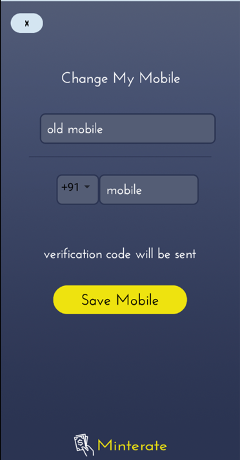 x
Change My Mobile
old mobile
+91 mobile
verification code will be sent
Save Mobile
Minterate